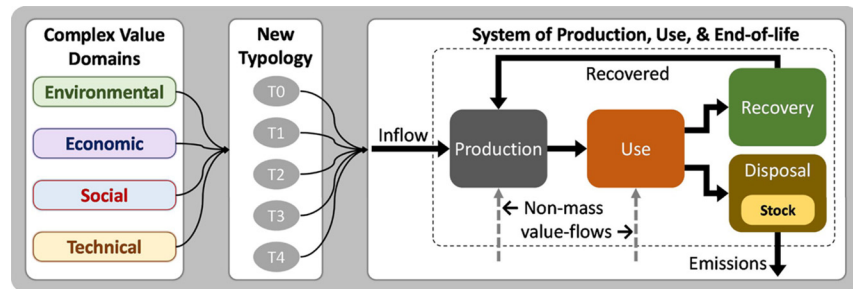 Complex Value
Domains
Environmental
Economic
Social
Technical
New
Typology
T0
T1
T2
T3
T4
System of Production, Use, & End-of-life
Recovered
Inflow
Production
Use
Recovery
Disposal
Stock
Non-mass
value-flows
Emissions